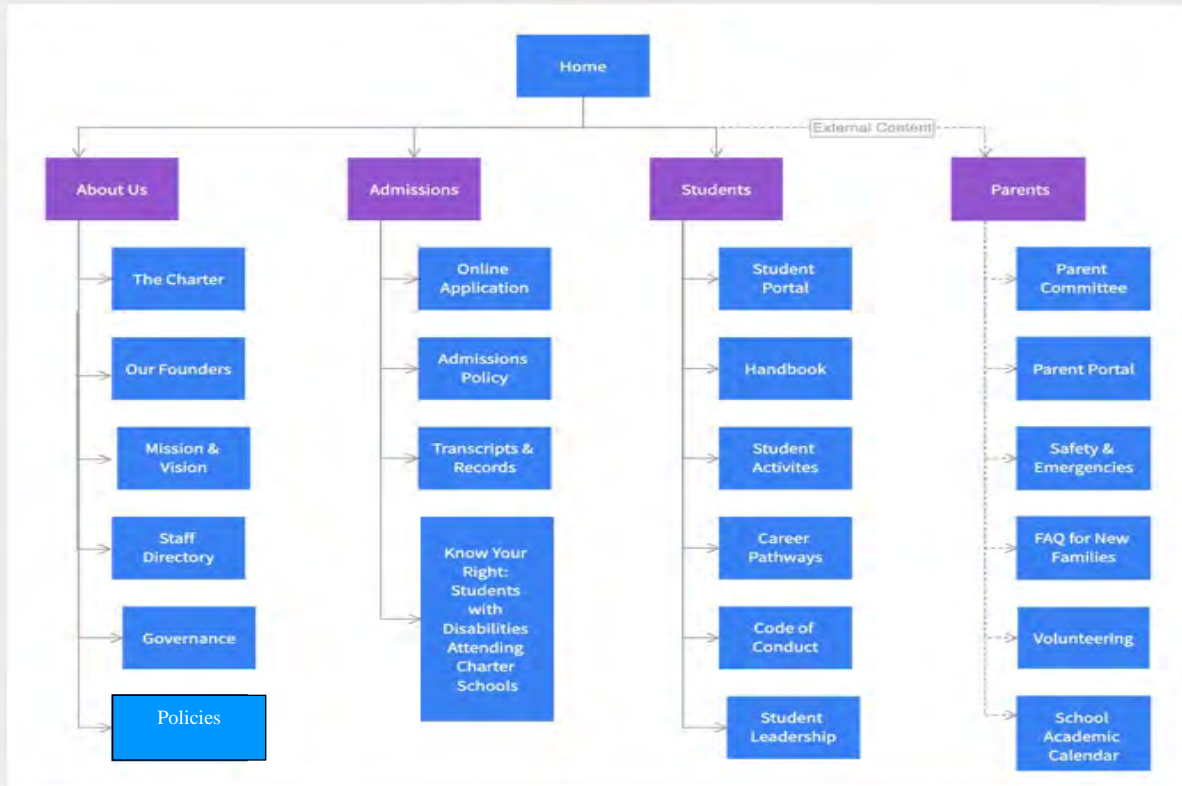 Home
External Content
About Us
Admissions
Students
Parents
The Charter
Our Founders
Mission &
Vision
Staff
Directory
Governance
Policies
Online
Application
Admissions
Policy
Transcripts &
Records
Know Your
Right:
Students
with
Disabilities
Attending
Charter
Schools
Student
Portal
Handbook
Student
Activites
Career
Pathways
Code of
Conduct
Student
Leadership
Parent
Committee
Parent Portal
Safety &
Emergencies
FAQ for New
Families
Volunteering
School
Academic
Calendar